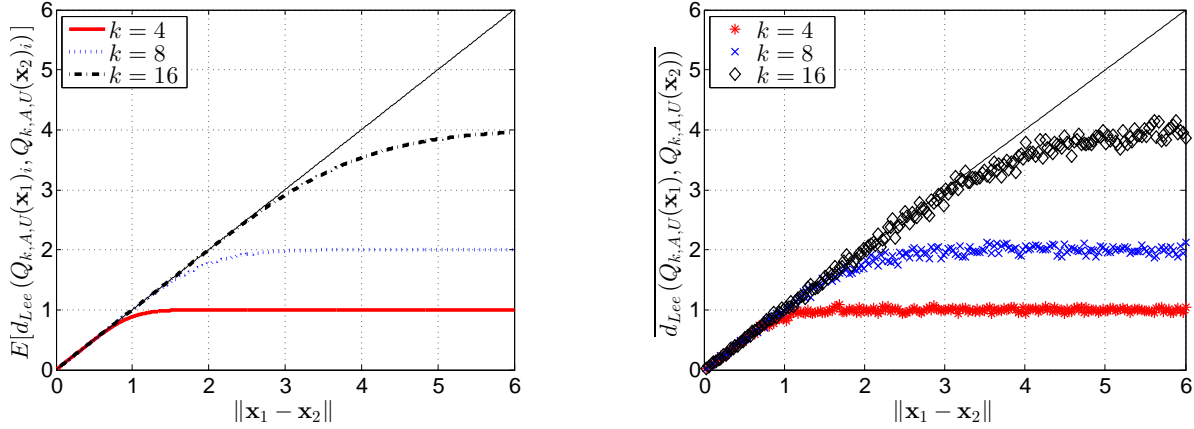 6
5
4
3
2
1
0
0 1 2 3 4 5 6
E[d_{Lee}(Q_{k,A,U}(x_1)_i, Q_{k,A,U}(x_2)_i)]
‖x_1 − x_2‖
k = 4
k = 8
k = 16
6
5
4
3
2
1
0
0 1 2 3 4 5 6
\overline{d_{Lee}(Q_{k,A,U}(x_1), Q_{k,A,U}(x_2))}
‖x_1 − x_2‖
k = 4
k = 8
k = 16